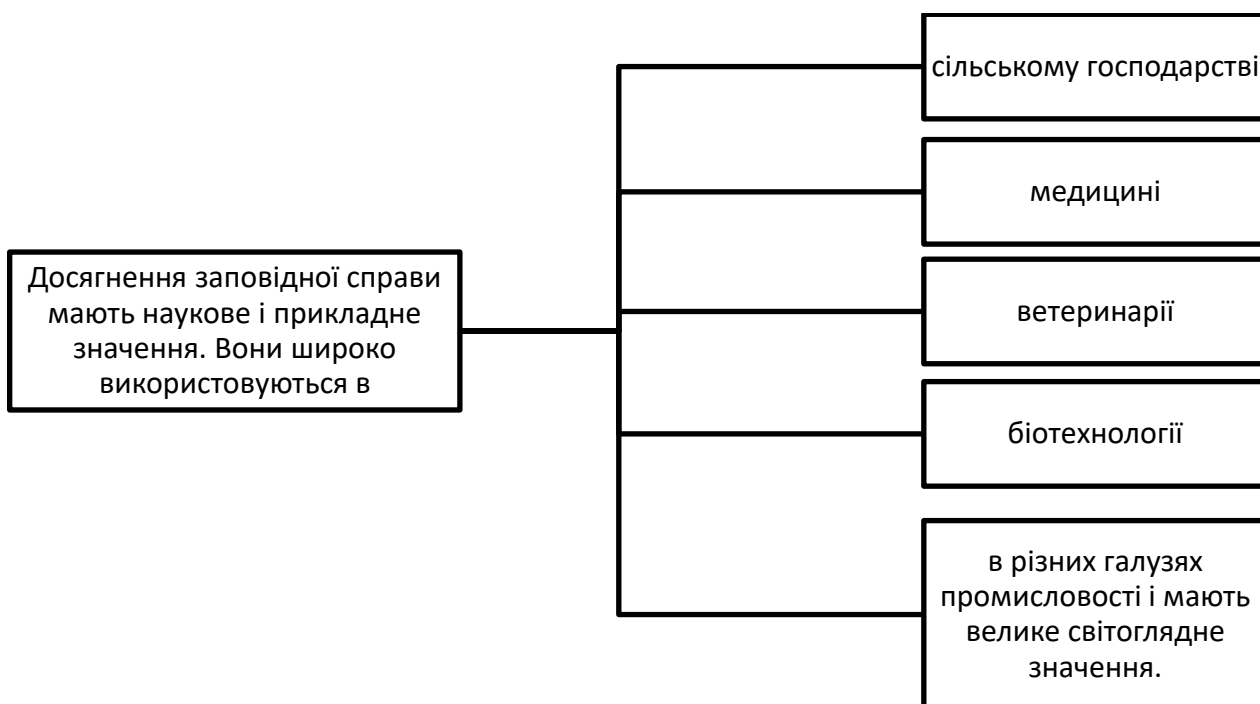 Досягнення заповідної справи
мають наукове і прикладне
значення. Вони широко
використовуються в
сільському господарстві
медицині
ветеринарії
біотехнології
в різних галузях
промисловості і мають
велике світоглядне
значення.